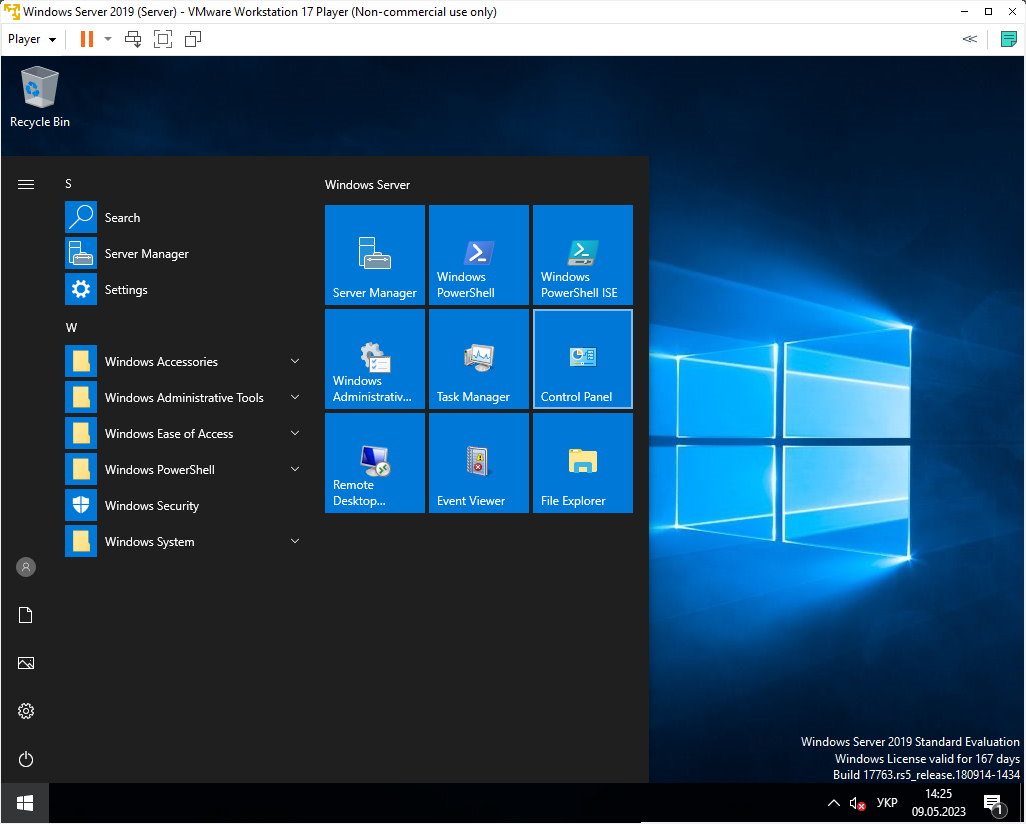 Windows Server 2019 (Server) - VMware Workstation 17 Player (Non-commercial use only)
Player
Recycle Bin
S
Search
Server Manager
Settings
W
Windows Accessories
Windows Administrative Tools
Windows Ease of Access
Windows PowerShell
Windows Security
Windows System
Windows Server
Server Manager
Windows
PowerShell
Windows
PowerShell ISE
Windows
Administrativ...
Task Manager
Control Panel
Remote
Desktop...
Event Viewer
File Explorer
Windows Server 2019 Standard Evaluation
Windows License valid for 167 days
Build 17763.rs5_release.180914-1434
УКР
14:25
09.05.2023
1